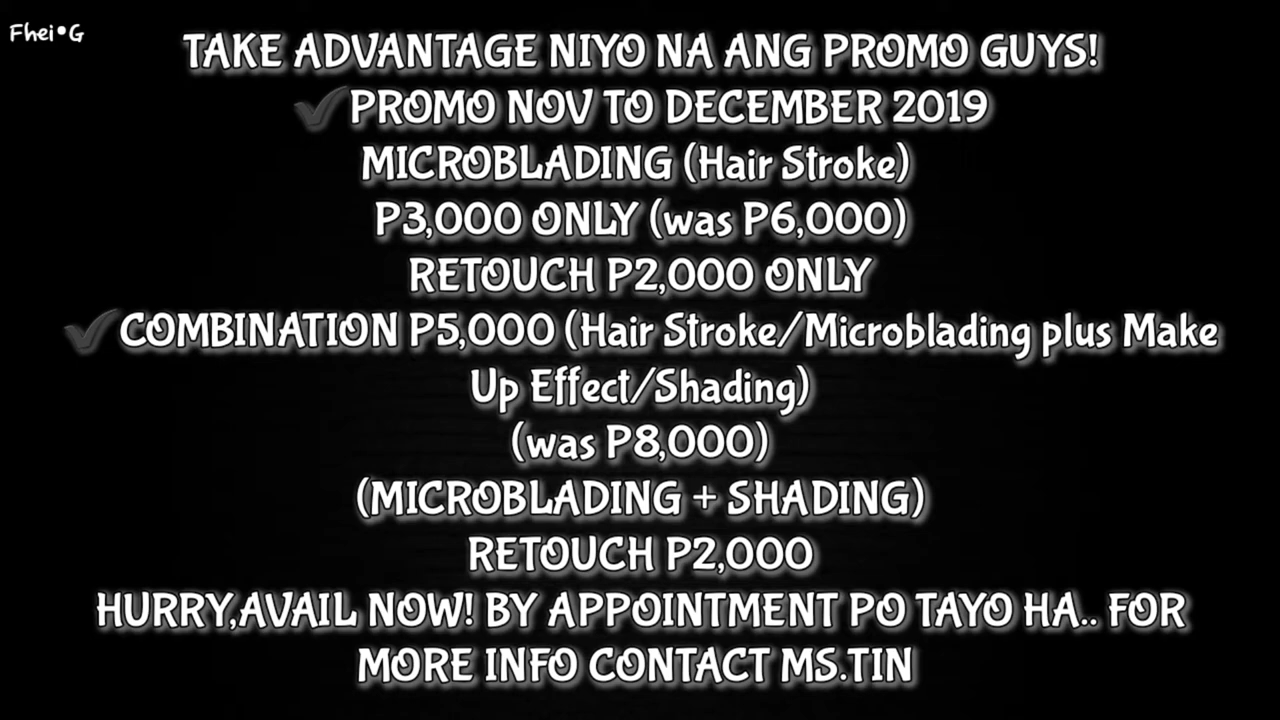 Fhei•G
TAKE ADVANTAGE NIYO NA ANG PROMO GUYS!
✔PROMO NOV TO DECEMBER 2019
MICROBLADING (Hair Stroke)
P3,000 ONLY (was P6,000)
RETOUCH P2,000 ONLY
✔COMBINATION P5,000 (Hair Stroke/Microblading plus Make
Up Effect/Shading)
(was P8,000)
(MICROBLADING + SHADING)
RETOUCH P2,000
HURRY,AVAIL NOW! BY APPOINTMENT PO TAYO HA.. FOR
MORE INFO CONTACT MS.TIN